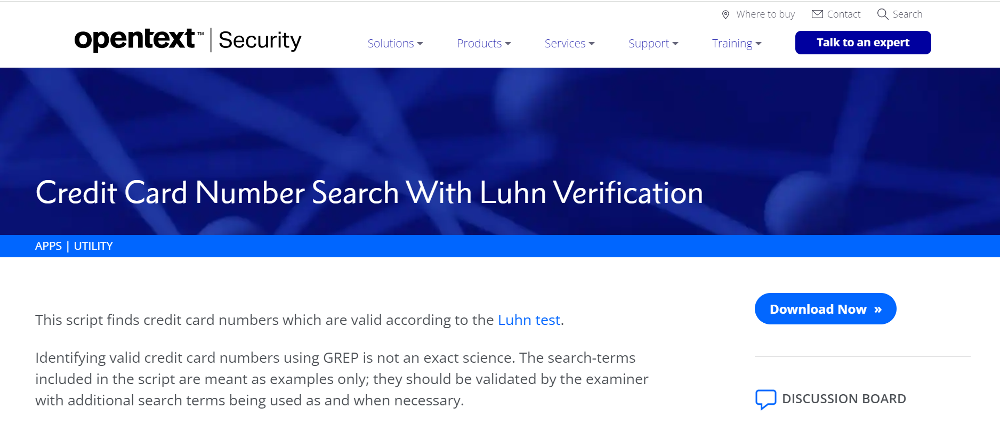 Where to buy
Contact
Search
opentext™ | Security
Solutions
Products
Services
Support
Training
Talk to an expert
Credit Card Number Search With Luhn Verification
APPS | UTILITY
This script finds credit card numbers which are valid according to the Luhn test.
Download Now »
Identifying valid credit card numbers using GREP is not an exact science. The search-terms
included in the script are meant as examples only; they should be validated by the examiner
with additional search terms being used as and when necessary.
DISCUSSION BOARD